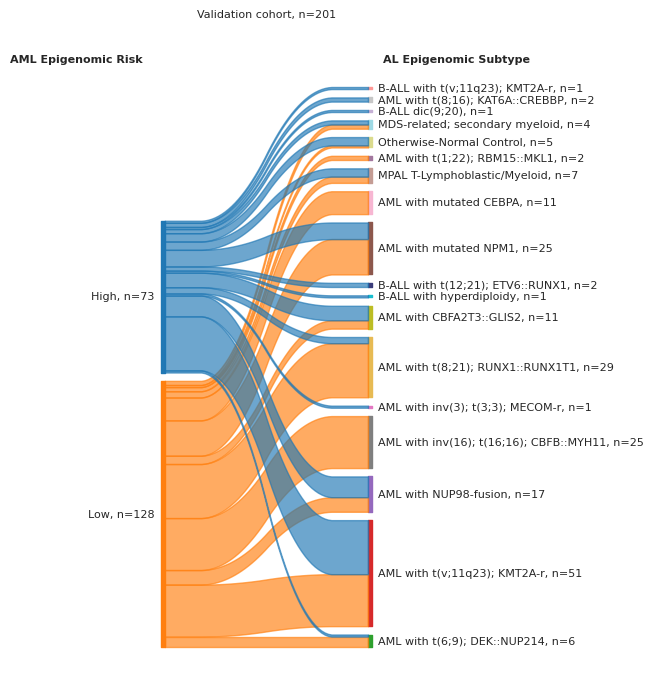 Validation cohort, n=201
AML Epigenomic Risk
AL Epigenomic Subtype
B-ALL with t(v;11q23); KMT2A-r, n=1
AML with t(8;16); KAT6A::CREBBP, n=2
B-ALL dic(9;20), n=1
MDS-related; secondary myeloid, n=4
Otherwise-Normal Control, n=5
AML with t(1;22); RBM15::MKL1, n=2
MPAL T-Lymphoblastic/Myeloid, n=7
AML with mutated CEBPA, n=11
AML with mutated NPM1, n=25
B-ALL with t(12;21); ETV6::RUNX1, n=2
High, n=73
B-ALL with hyperdiploidy, n=1
AML with CBFA2T3::GLIS2, n=11
AML with t(8;21); RUNX1::RUNX1T1, n=29
AML with inv(3); t(3;3); MECOM-r, n=1
AML with inv(16); t(16;16); CBFB::MYH11, n=25
AML with NUP98-fusion, n=17
Low, n=128
AML with t(v;11q23); KMT2A-r, n=51
AML with t(6;9); DEK::NUP214, n=6